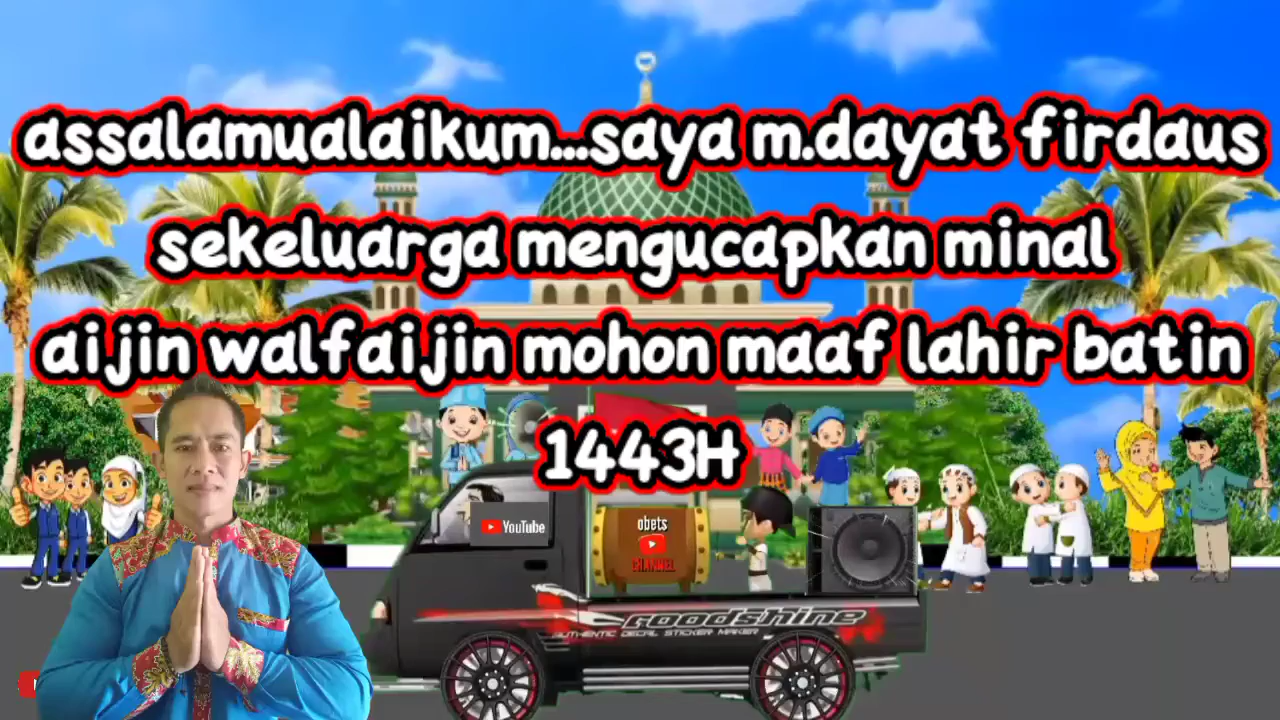 assalamualaikum...saya m.dayat firdaus
sekeluarga mengucapkan minal
aijin walfaijin mohon maaf lahir batin
1443H
YouTube
obets
CHANNEL
roodshine
AUTHENTIC DECAL STICKER MAKER